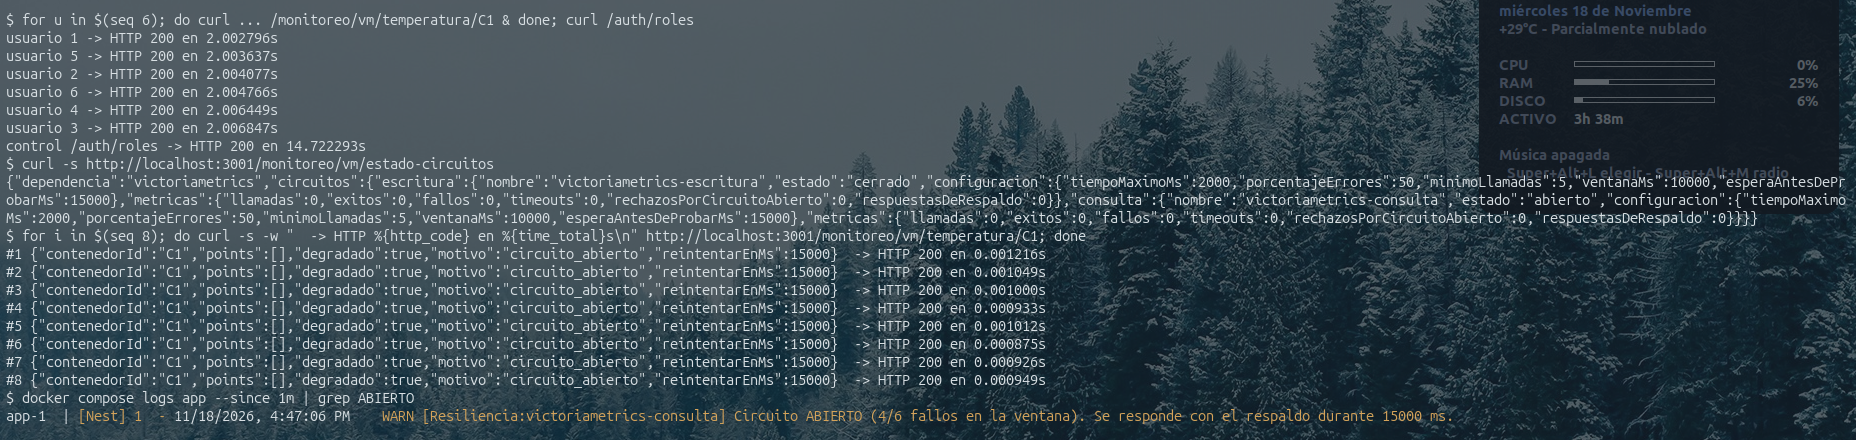 $ for u in $(seq 6); do curl ... /monitoreo/vm/temperatura/C1 & done; curl /auth/roles
usuario 1 -> HTTP 200 en 2.002796s
usuario 5 -> HTTP 200 en 2.003637s
usuario 2 -> HTTP 200 en 2.004077s
usuario 6 -> HTTP 200 en 2.004766s
usuario 4 -> HTTP 200 en 2.006449s
usuario 3 -> HTTP 200 en 2.006847s
control /auth/roles -> HTTP 200 en 14.722293s
$ curl -s http://localhost:3001/monitoreo/vm/estado-circuitos
{"dependencia":"victoriametrics","circuitos":{"escritura":{"nombre":"victoriametrics-escritura","estado":"cerrado","configuracion":{"tiempoMaximoMs":2000,"porcentajeErrores":50,"minimoLlamadas":5,"ventanaMs":10000,"esperaAntesDePr
obarMs":15000},"metricas":{"llamadas":0,"exitos":0,"fallos":0,"timeouts":0,"rechazosPorCircuitoAbierto":0,"respuestasDeRespaldo":0}},"consulta":{"nombre":"victoriametrics-consulta","estado":"abierto","configuracion":{"tiempoMaximo
Ms":2000,"porcentajeErrores":50,"minimoLlamadas":5,"ventanaMs":10000,"esperaAntesDeProbarMs":15000},"metricas":{"llamadas":0,"exitos":0,"fallos":0,"timeouts":0,"rechazosPorCircuitoAbierto":0,"respuestasDeRespaldo":0}}}}
$ for i in $(seq 8); do curl -s -w "  -> HTTP %{http_code} en %{time_total}s\n" http://localhost:3001/monitoreo/vm/temperatura/C1; done
#1 {"contenedorId":"C1","points":[],"degradado":true,"motivo":"circuito_abierto","reintentarEnMs":15000}  -> HTTP 200 en 0.001216s
#2 {"contenedorId":"C1","points":[],"degradado":true,"motivo":"circuito_abierto","reintentarEnMs":15000}  -> HTTP 200 en 0.001049s
#3 {"contenedorId":"C1","points":[],"degradado":true,"motivo":"circuito_abierto","reintentarEnMs":15000}  -> HTTP 200 en 0.001000s
#4 {"contenedorId":"C1","points":[],"degradado":true,"motivo":"circuito_abierto","reintentarEnMs":15000}  -> HTTP 200 en 0.000933s
#5 {"contenedorId":"C1","points":[],"degradado":true,"motivo":"circuito_abierto","reintentarEnMs":15000}  -> HTTP 200 en 0.001012s
#6 {"contenedorId":"C1","points":[],"degradado":true,"motivo":"circuito_abierto","reintentarEnMs":15000}  -> HTTP 200 en 0.000875s
#7 {"contenedorId":"C1","points":[],"degradado":true,"motivo":"circuito_abierto","reintentarEnMs":15000}  -> HTTP 200 en 0.000926s
#8 {"contenedorId":"C1","points":[],"degradado":true,"motivo":"circuito_abierto","reintentarEnMs":15000}  -> HTTP 200 en 0.000949s
$ docker compose logs app --since 1m | grep ABIERTO
app-1  | [Nest] 1  - 11/18/2026, 4:47:06 PM    WARN [Resiliencia:victoriametrics-consulta] Circuito ABIERTO (4/6 fallos en la ventana). Se responde con el respaldo durante 15000 ms.
miércoles 18 de Noviembre
+29°C - Parcialmente nublado
CPU 0%
RAM 25%
DISCO 6%
ACTIVO 3h 38m
Música apagada
Super+Alt+L elegir - Super+Alt+M radio